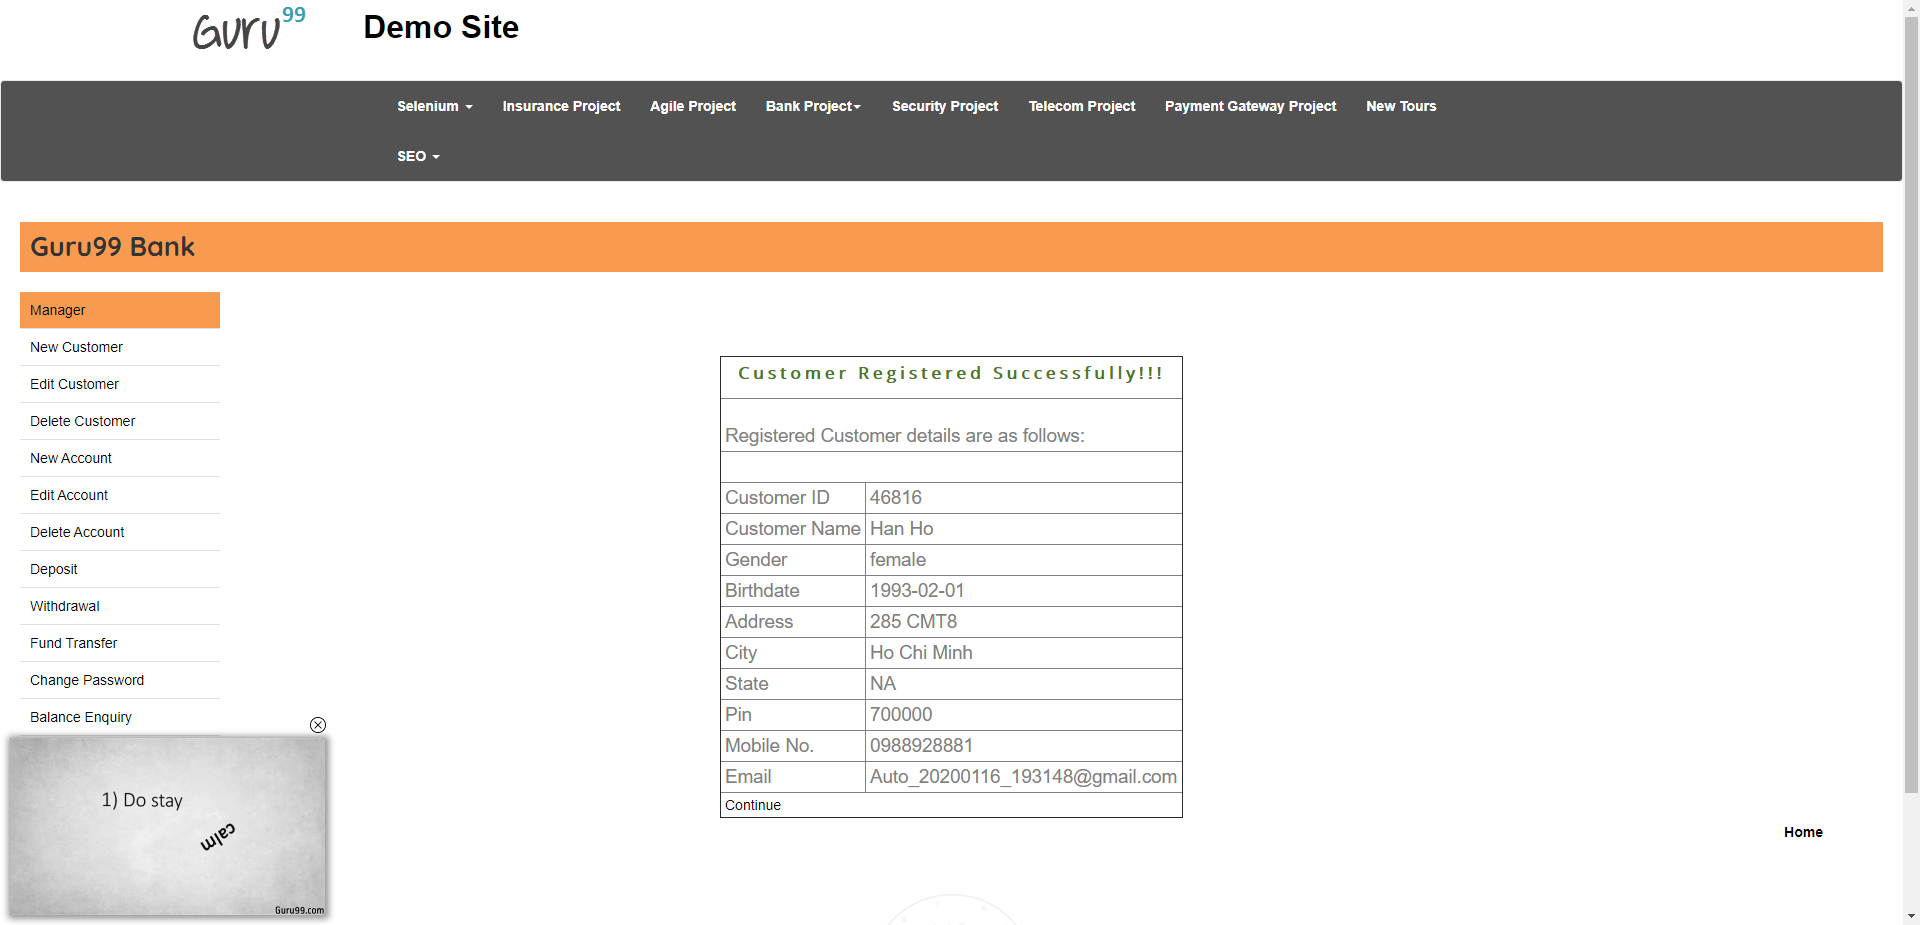 Guru99
Demo Site
Selenium Insurance Project Agile Project Bank Project Security Project Telecom Project Payment Gateway Project New Tours
SEO
Guru99 Bank
Manager
New Customer
Edit Customer
Delete Customer
New Account
Edit Account
Delete Account
Deposit
Withdrawal
Fund Transfer
Change Password
Balance Enquiry
Customer Registered Successfully!!!
Registered Customer details are as follows:
Customer ID 46816
Customer Name Han Ho
Gender female
Birthdate 1993-02-01
Address 285 CMT8
City Ho Chi Minh
State NA
Pin 700000
Mobile No. 0988928881
Email Auto_20200116_193148@gmail.com
Continue
Home
1) Do stay
calm
Guru99.com